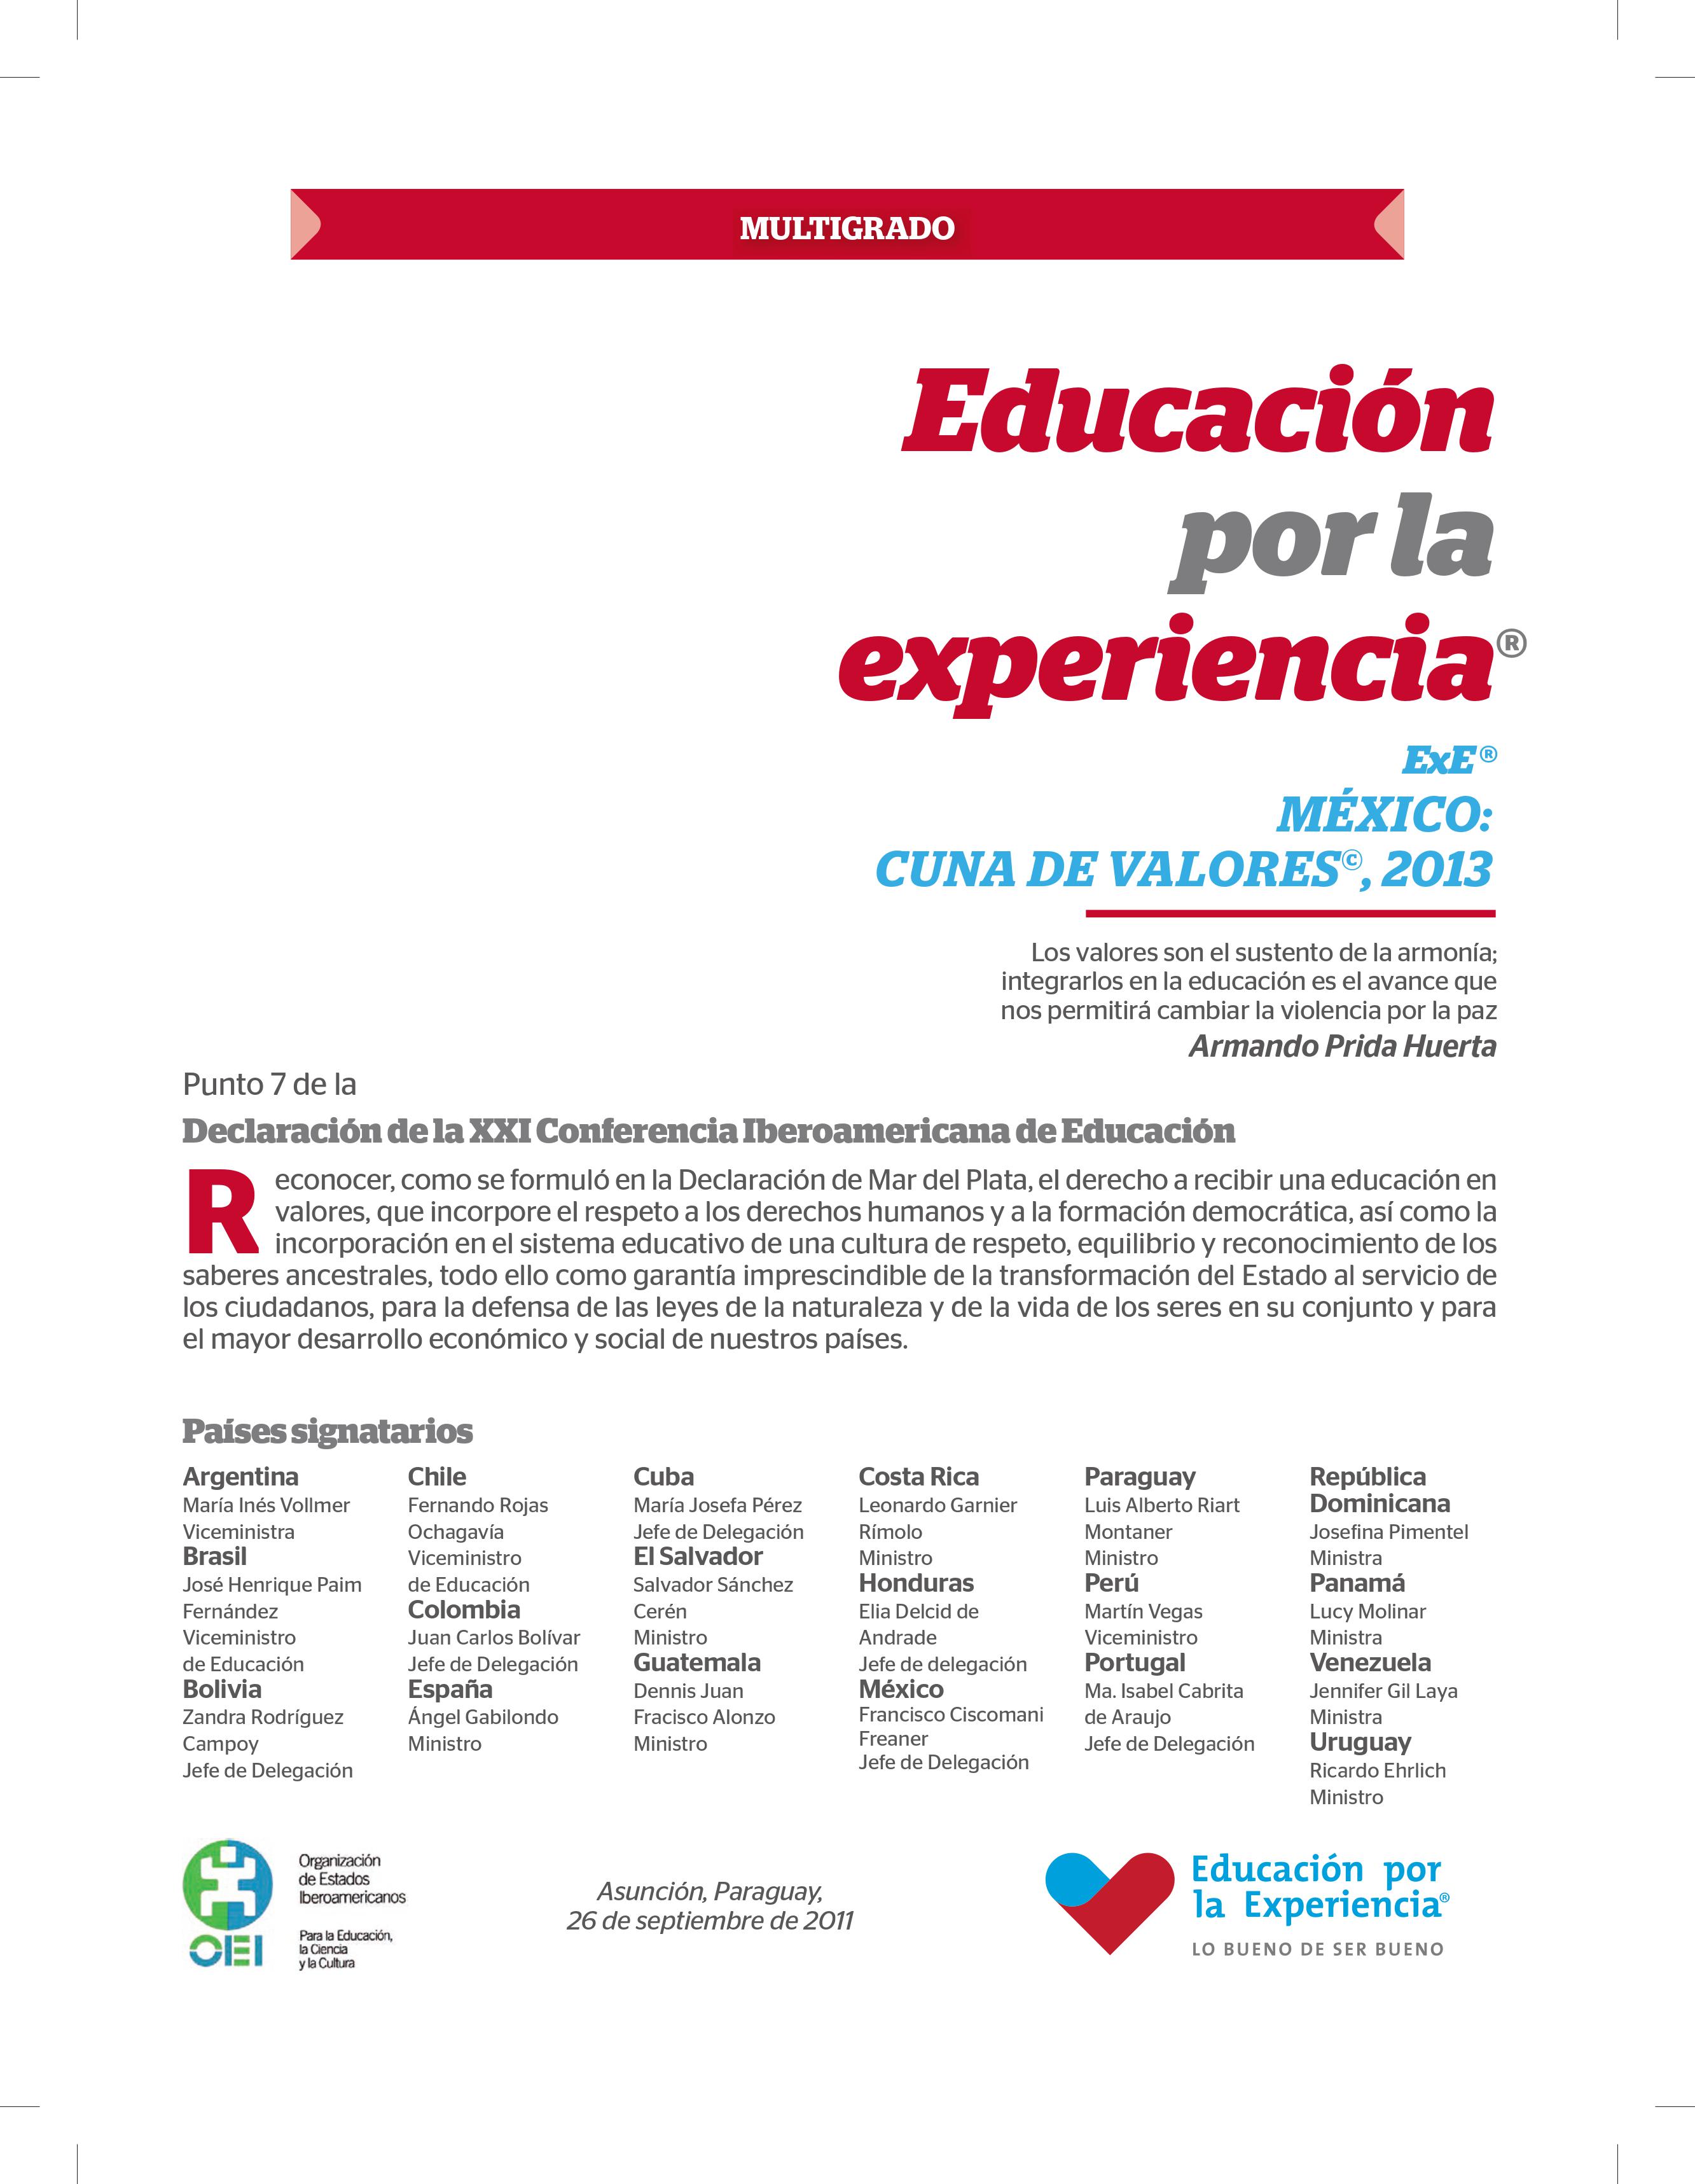 MULTIGRADO
Educación
por la
experiencia®
ExE®
MÉXICO:
CUNA DE VALORES©, 2013
Los valores son el sustento de la armonía;
integrarlos en la educación es el avance que
nos permitirá cambiar la violencia por la paz
Armando Prida Huerta
Punto 7 de la
Declaración de la XXI Conferencia Iberoamericana de Educación
Reconocer, como se formuló en la Declaración de Mar del Plata, el derecho a recibir una educación en
valores, que incorpore el respeto a los derechos humanos y a la formación democrática, así como la
incorporación en el sistema educativo de una cultura de respeto, equilibrio y reconocimiento de los
saberes ancestrales, todo ello como garantía imprescindible de la transformación del Estado al servicio de
los ciudadanos, para la defensa de las leyes de la naturaleza y de la vida de los seres en su conjunto y para
el mayor desarrollo económico y social de nuestros países.
Países signatarios
Argentina
María Inés Vollmer
Viceministra
Brasil
José Henrique Paim
Fernández
Viceministro
de Educación
Bolivia
Zandra Rodríguez
Campoy
Jefe de Delegación
Chile
Fernando Rojas
Ochagavía
Viceministro
de Educación
Colombia
Juan Carlos Bolívar
Jefe de Delegación
España
Ángel Gabilondo
Ministro
Cuba
María Josefa Pérez
Jefe de Delegación
El Salvador
Salvador Sánchez
Cerén
Ministro
Guatemala
Dennis Juan
Fracisco Alonzo
Ministro
Costa Rica
Leonardo Garnier
Rímolo
Ministro
Honduras
Elia Delcid de
Andrade
Jefe de delegación
México
Francisco Ciscomani
Freaner
Jefe de Delegación
Paraguay
Luis Alberto Riart
Montaner
Ministro
Perú
Martín Vegas
Viceministro
Portugal
Ma. Isabel Cabrita
de Araujo
Jefe de Delegación
República
Dominicana
Josefina Pimentel
Ministra
Panamá
Lucy Molinar
Ministra
Venezuela
Jennifer Gil Laya
Ministra
Uruguay
Ricardo Ehrlich
Ministro
OEI
Organización
de Estados
Iberoamericanos
Para la Educación,
la Ciencia
y la Cultura
Asunción, Paraguay,
26 de septiembre de 2011
Educación por
la Experiencia®
LO BUENO DE SER BUENO